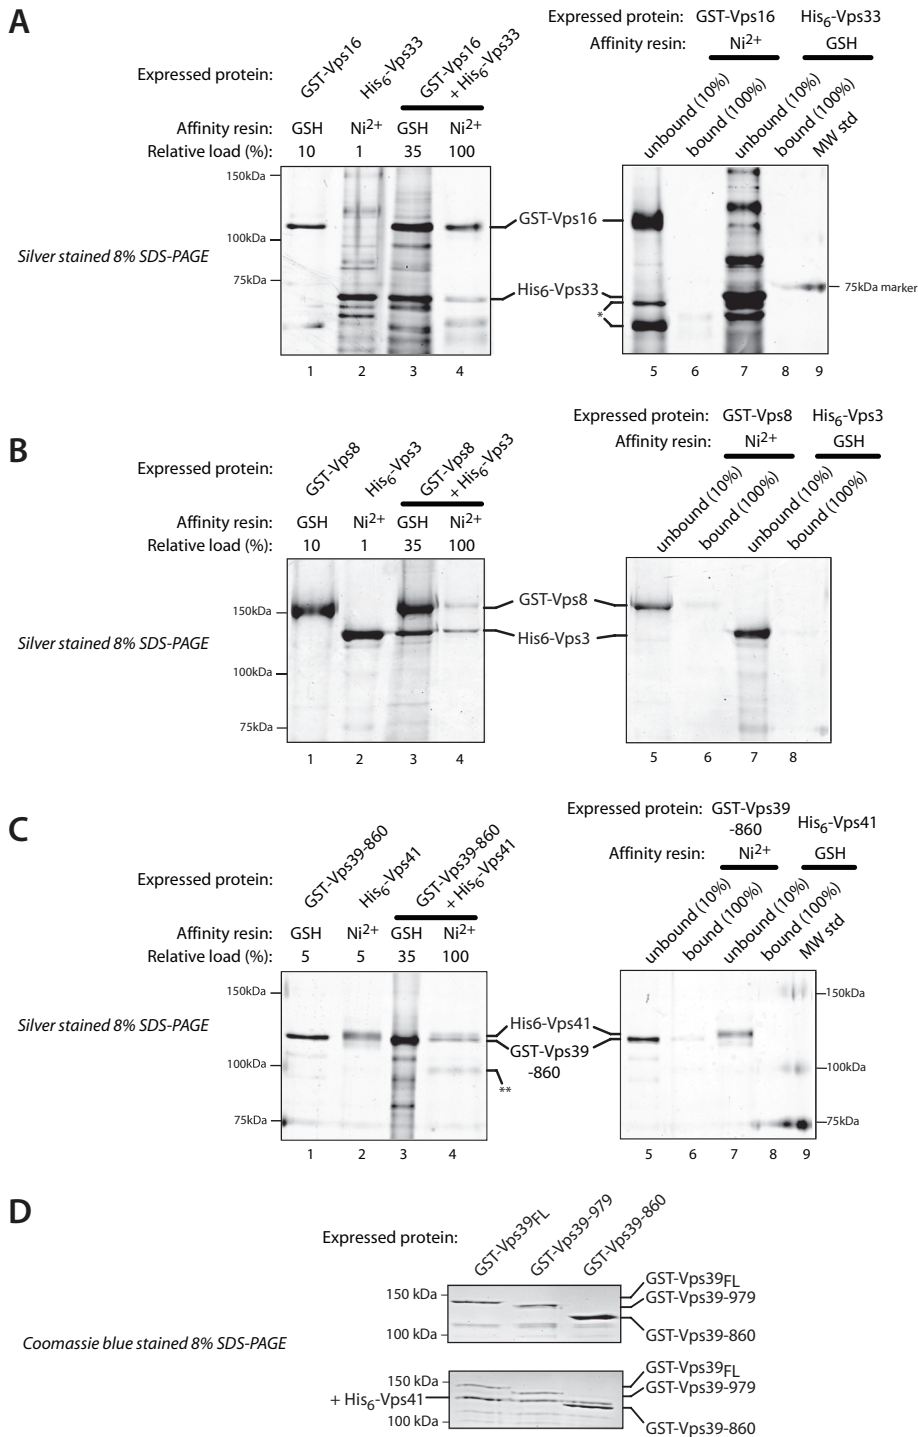 A
Expressed protein:
GST-Vps16
His6-Vps33
GST-Vps16
+ His6-Vps33
Affinity resin:
GSH
Ni2+
GSH
Ni2+
Relative load (%):
10
1
35
100
150kDa
100kDa
75kDa
Silver stained 8% SDS-PAGE
1
2
3
4
GST-Vps16
His6-Vps33
*
Expressed protein:
GST-Vps16
His6-Vps33
Affinity resin:
Ni2+
GSH
unbound (10%)
bound (100%)
unbound (10%)
bound (100%)
MW std
75kDa marker
5
6
7
8
9
B
Expressed protein:
GST-Vps8
His6-Vps3
GST-Vps8
+ His6-Vps3
Affinity resin:
GSH
Ni2+
GSH
Ni2+
Relative load (%):
10
1
35
100
150kDa
100kDa
75kDa
Silver stained 8% SDS-PAGE
1
2
3
4
GST-Vps8
His6-Vps3
Expressed protein:
GST-Vps8
His6-Vps3
Affinity resin:
Ni2+
GSH
unbound (10%)
bound (100%)
unbound (10%)
bound (100%)
5
6
7
8
C
Expressed protein:
GST-Vps39-860
His6-Vps41
GST-Vps39-860
+ His6-Vps41
Affinity resin:
GSH
Ni2+
GSH
Ni2+
Relative load (%):
5
5
35
100
150kDa
100kDa
75kDa
Silver stained 8% SDS-PAGE
1
2
3
4
His6-Vps41
GST-Vps39
-860
**
Expressed protein:
GST-Vps39
-860
His6-Vps41
Affinity resin:
Ni2+
GSH
unbound (10%)
bound (100%)
unbound (10%)
bound (100%)
MW std
150kDa
100kDa
75kDa
5
6
7
8
9
D
Expressed protein:
GST-Vps39FL
GST-Vps39-979
GST-Vps39-860
150 kDa
100 kDa
GST-Vps39FL
GST-Vps39-979
GST-Vps39-860
Coomassie blue stained 8% SDS-PAGE
150 kDa
+ His6-Vps41
100 kDa
GST-Vps39FL
GST-Vps39-979
GST-Vps39-860